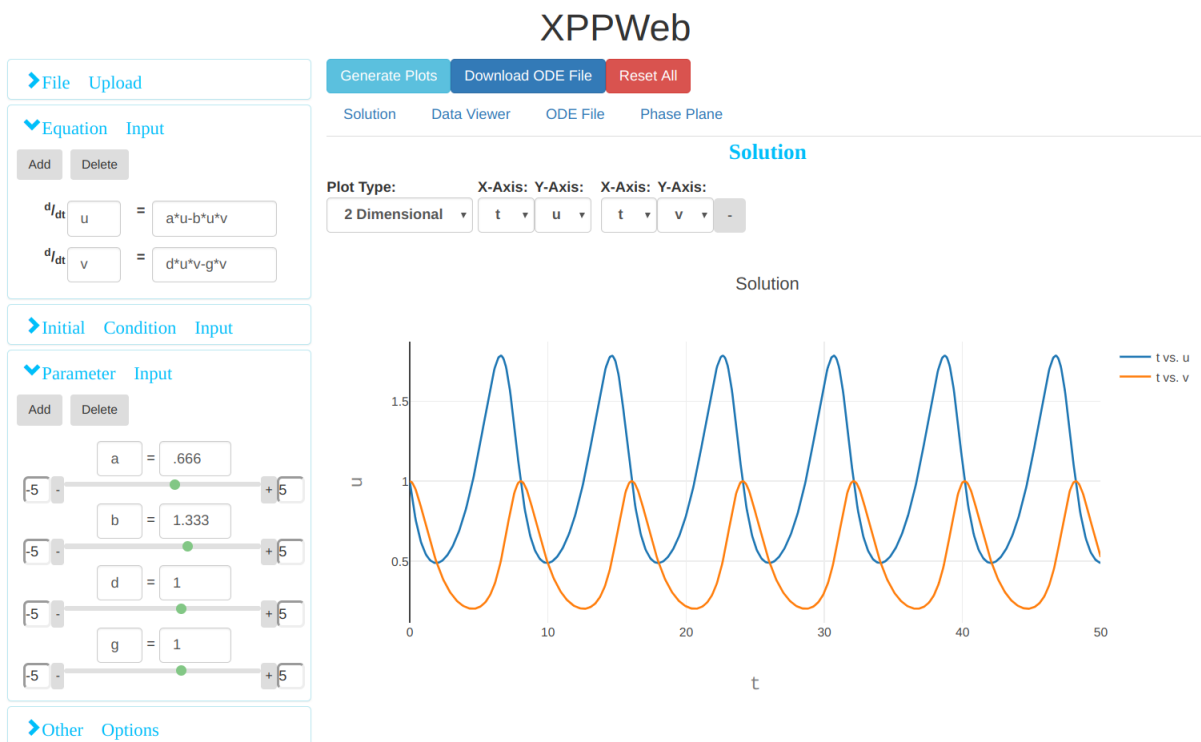 XPPWeb
File Upload
Equation Input
Add Delete
d/dt u = a*u-b*u*v
d/dt v = d*u*v-g*v
Initial Condition Input
Parameter Input
Add Delete
a = .666
-5 - + 5
b = 1.333
-5 - + 5
d = 1
-5 - + 5
g = 1
-5 - + 5
Other Options
Generate Plots Download ODE File Reset All
Solution Data Viewer ODE File Phase Plane
Solution
Plot Type: X-Axis: Y-Axis: X-Axis: Y-Axis:
2 Dimensional t u t v -
Solution
t vs. u
t vs. v
1.5
1
0.5
u
0 10 20 30 40 50
t